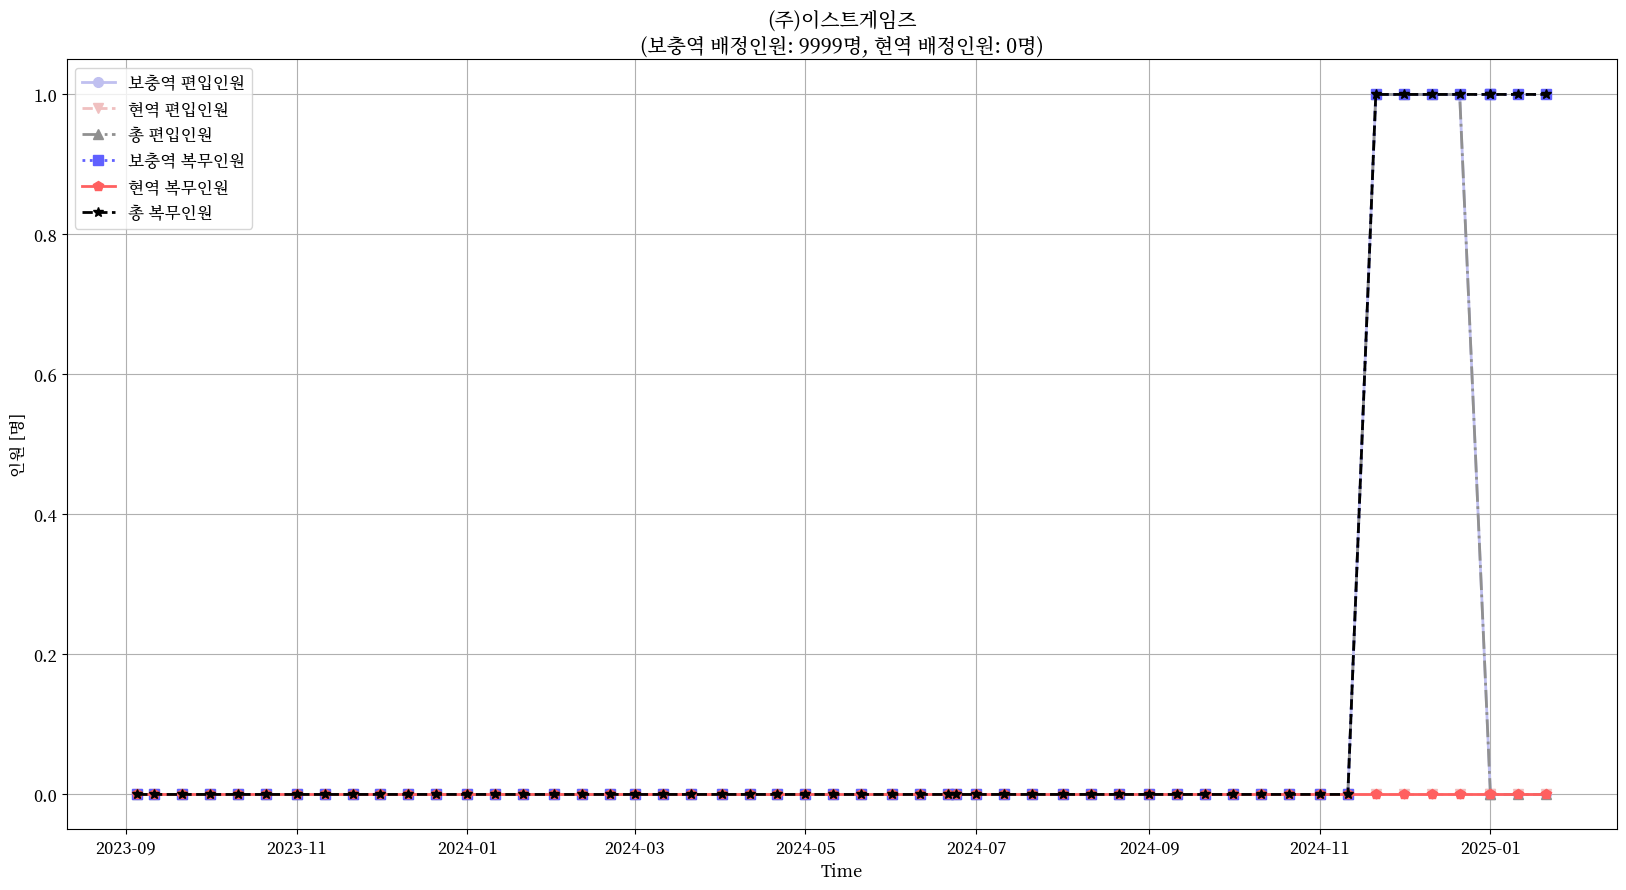 (주)이스트게임즈
(보충역 배정인원: 9999명, 현역 배정인원: 0명)
보충역 편입인원
현역 편입인원
총 편입인원
보충역 복무인원
현역 복무인원
총 복무인원
1.0
0.8
0.6
0.4
0.2
0.0
인원 [명]
2023-09
2023-11
2024-01
2024-03
2024-05
2024-07
2024-09
2024-11
2025-01
Time